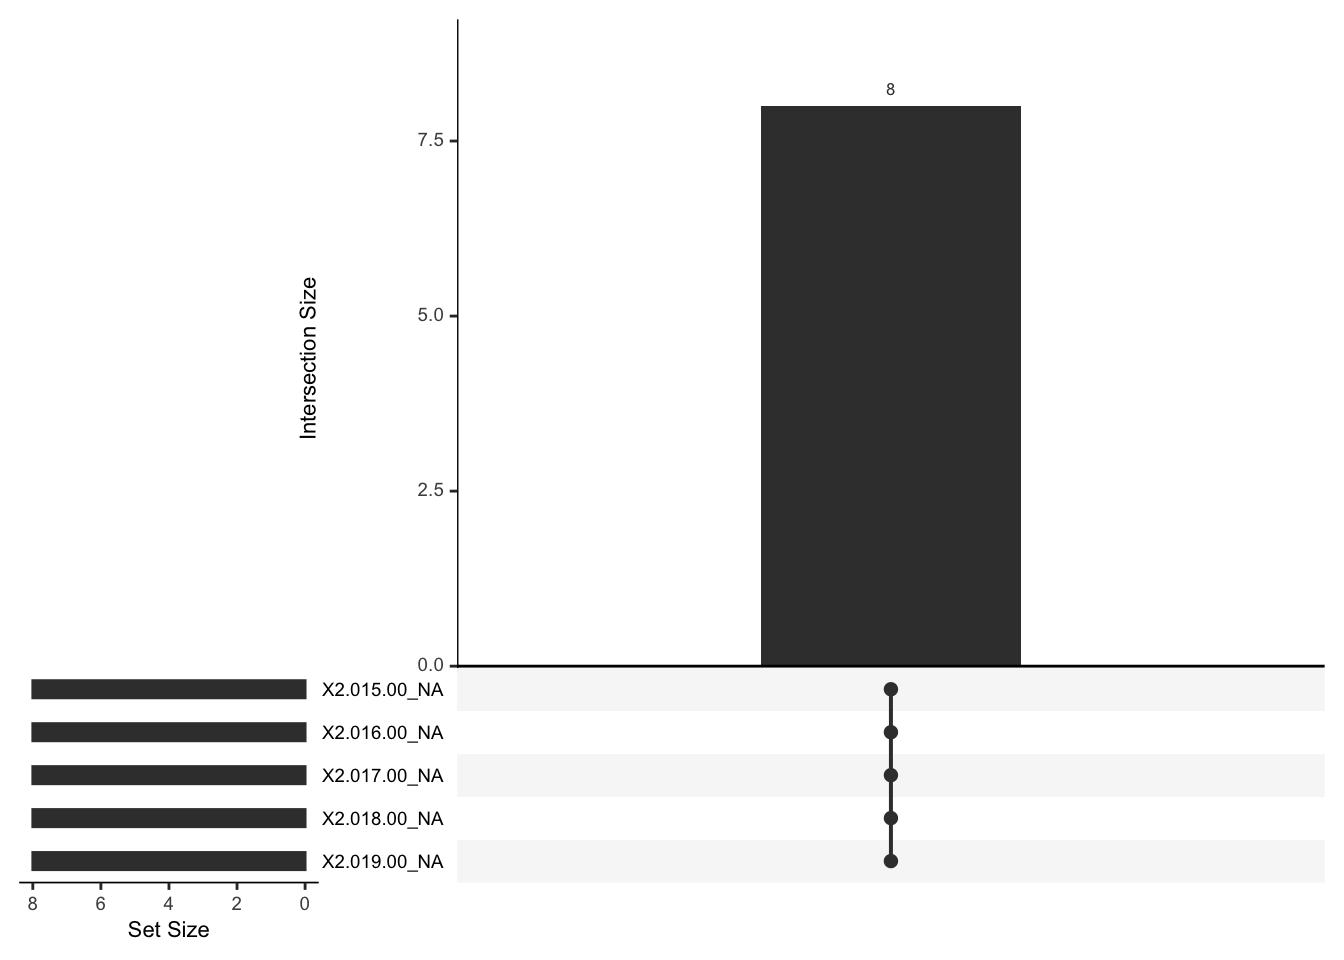 8
7.5
5.0
2.5
0.0
Intersection Size
X2.015.00_NA
X2.016.00_NA
X2.017.00_NA
X2.018.00_NA
X2.019.00_NA
8 6 4 2 0
Set Size